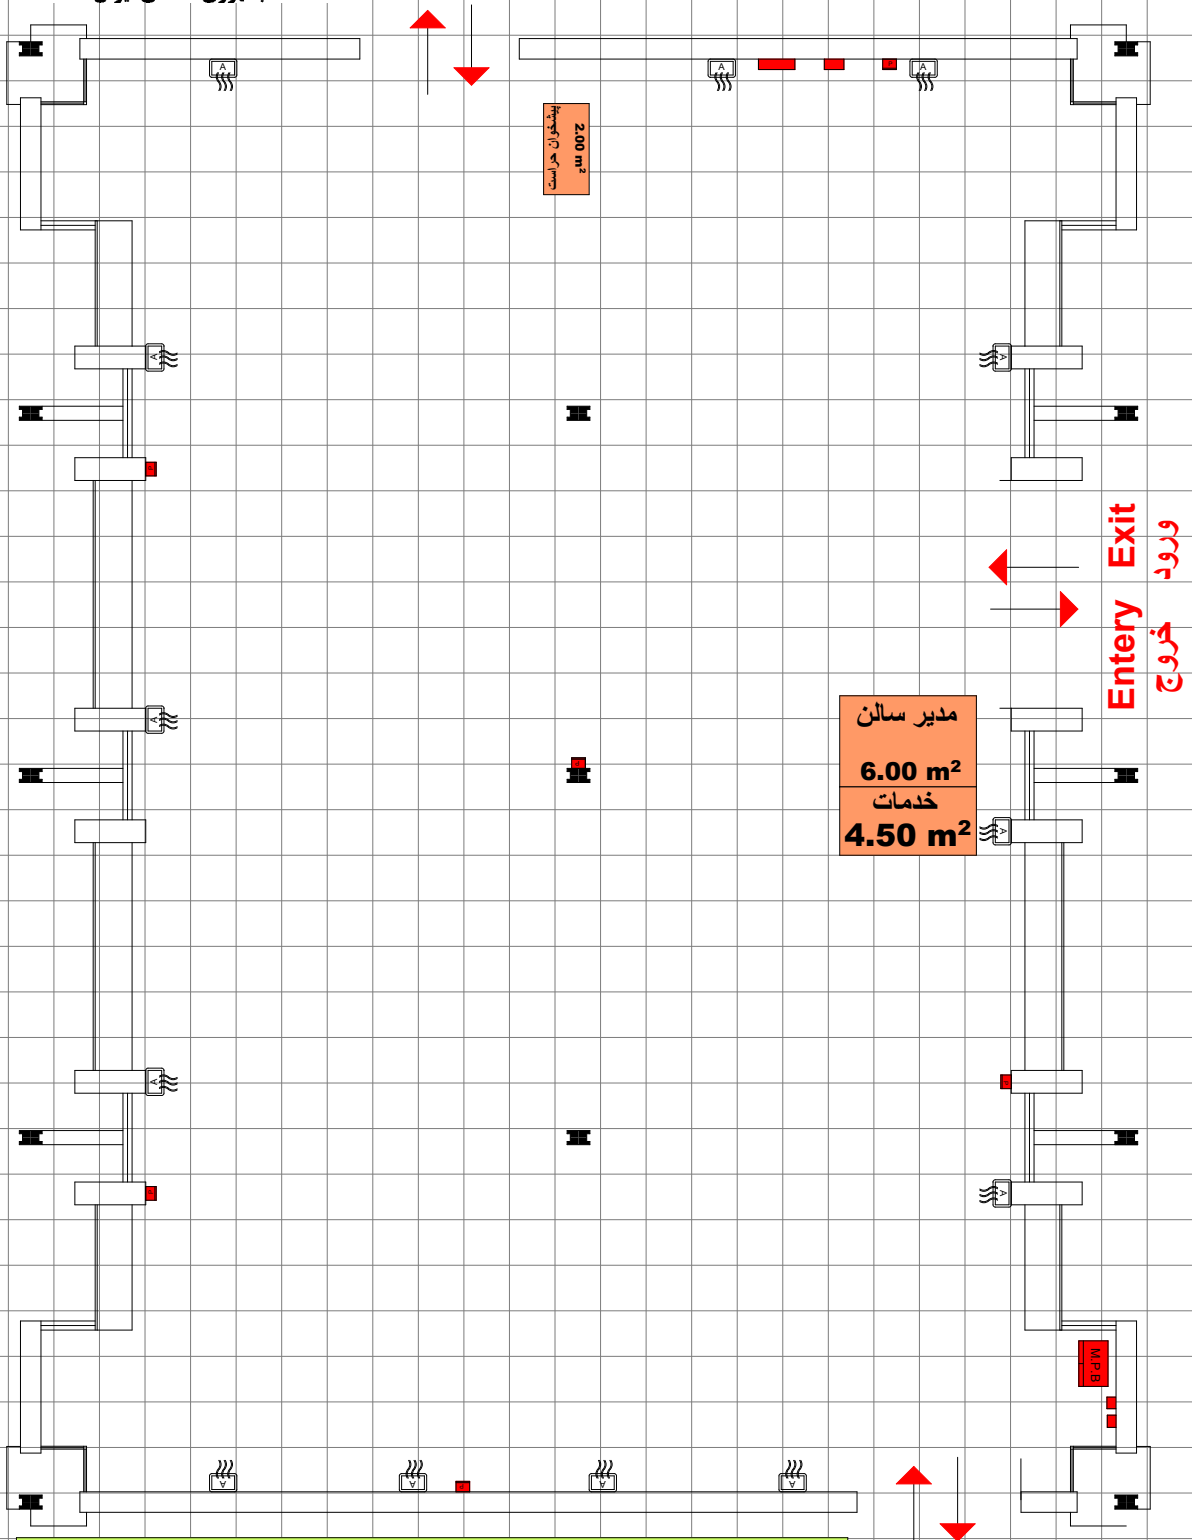 پیشخوان حراست
2.00 m²
A
A
A
A
A
Exit
ورود
Entery
خروج
A
مدیر سالن
6.00 m²
خدمات
4.50 m²
A
A
A
M.P.B
A
A
A
A